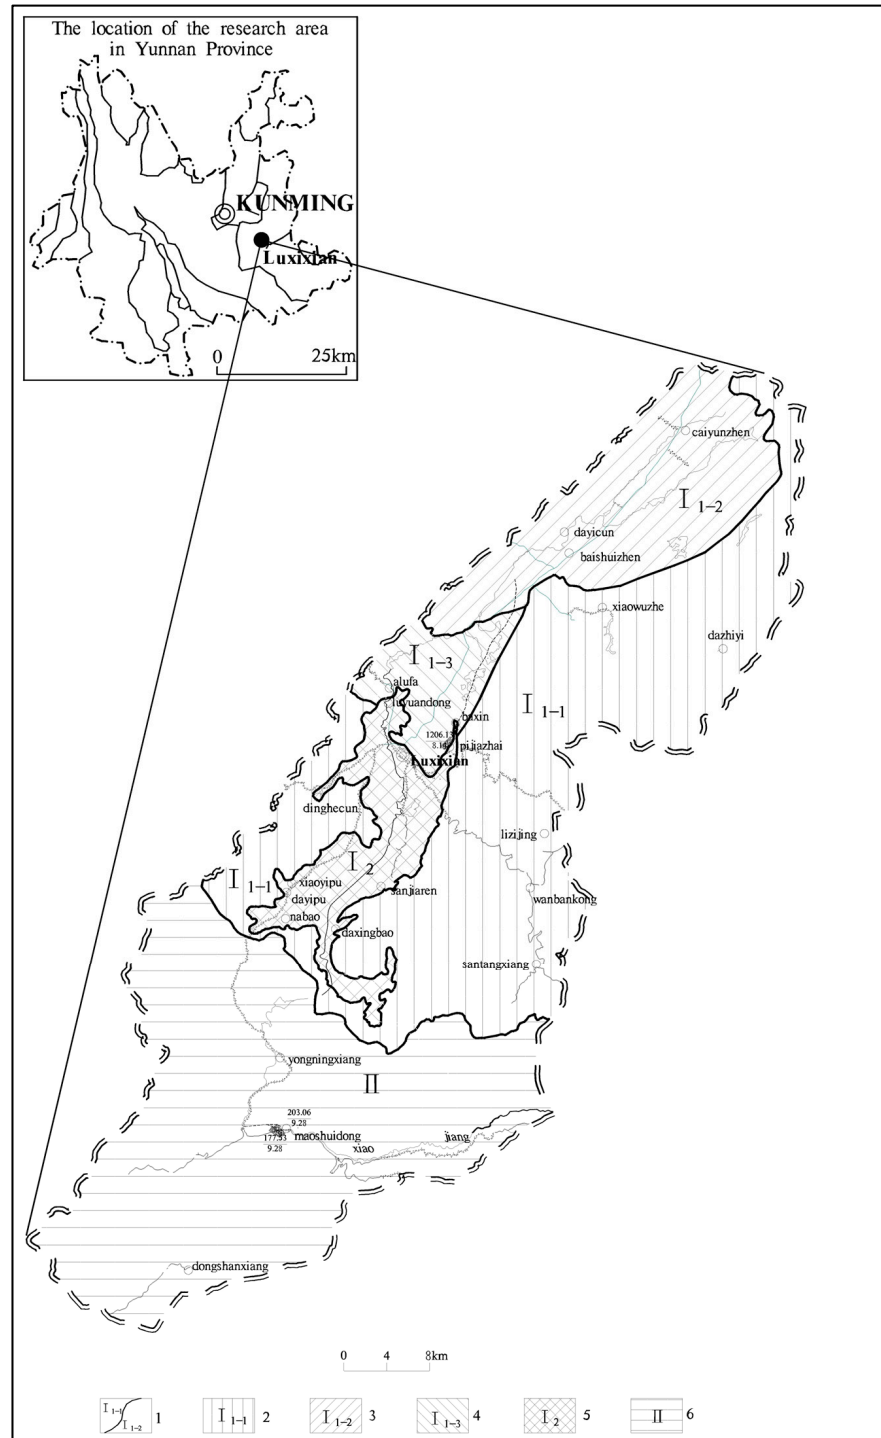 The location of the research area
in Yunnan Province
KUNMING
Luxixian
0 25km
caiyunzhen
I 1-2
dayicun
baishuizhen
xiaowuzhe
dazhiyi
I 1-3
alufa
luyuandong
I 1-1
baxin
1206.13
pijiazhai
Luxixian
dinghecun
lizijing
I 2
I 1-1
xiaoyipu
sanjiaren
dayipu
wanbankong
nabao
daxingbao
santangxiang
yongningxiang
II
203.06
9.28
maoshuidong
jiang
177.53
9.28
xiao
dongshanxiang
0 4 8km
I 1-1
I 1-2
1
I 1-1 2
I 1-2 3
I 1-3 4
I 2 5
II 6